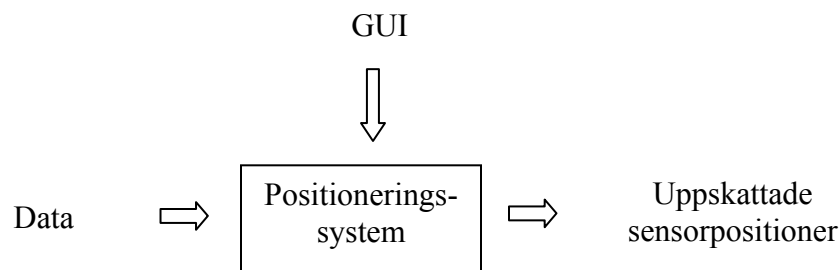 GUI
Data
Positionerings-
system
Uppskattade
sensorpositioner